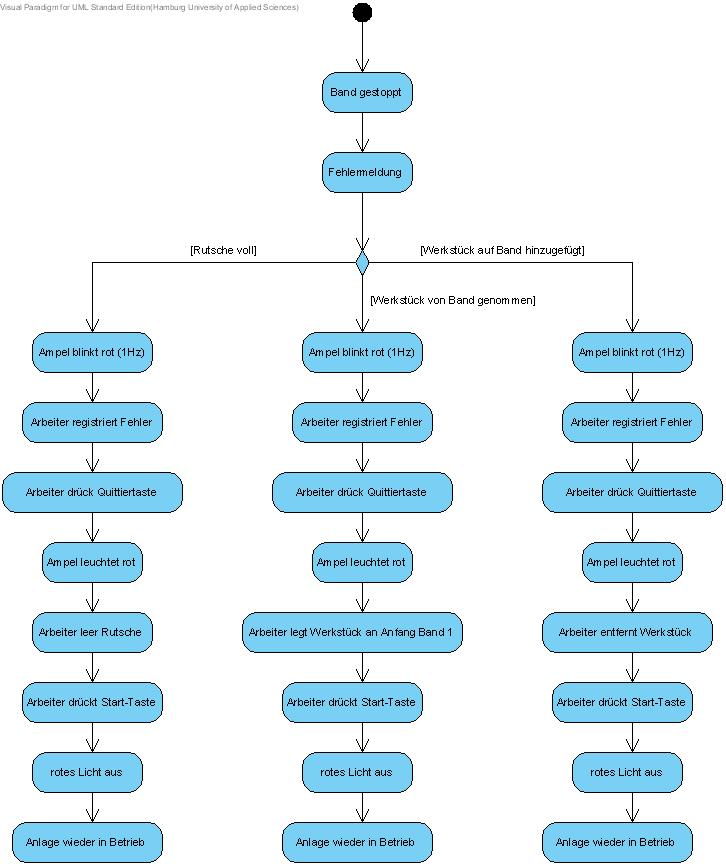 Visual Paradigm for UML Standard Edition(Hamburg University of Applied Sciences)
Band gestoppt
Fehlermeldung
[Rutsche voll]
[Werkstück auf Band hinzugefügt]
[Werkstück von Band genommen]
Ampel blinkt rot (1Hz)
Ampel blinkt rot (1Hz)
Ampel blinkt rot (1Hz)
Arbeiter registriert Fehler
Arbeiter registriert Fehler
Arbeiter registriert Fehler
Arbeiter drück Quittiertaste
Arbeiter drück Quittiertaste
Arbeiter drück Quittiertaste
Ampel leuchtet rot
Ampel leuchtet rot
Ampel leuchtet rot
Arbeiter leer Rutsche
Arbeiter legt Werkstück an Anfang Band 1
Arbeiter entfernt Werkstück
Arbeiter drückt Start-Taste
Arbeiter drückt Start-Taste
Arbeiter drückt Start-Taste
rotes Licht aus
rotes Licht aus
rotes Licht aus
Anlage wieder in Betrieb
Anlage wieder in Betrieb
Anlage wieder in Betrieb